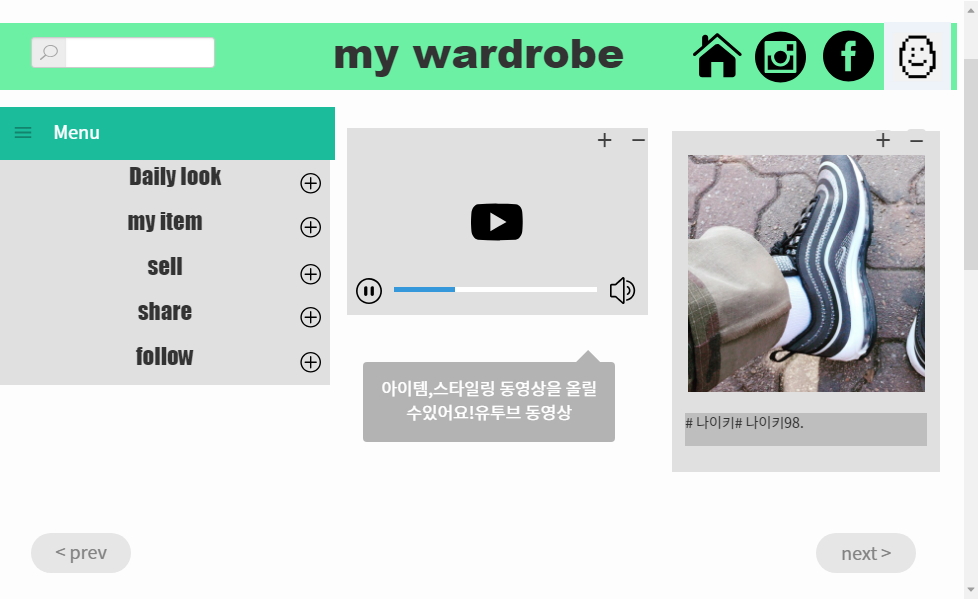 my wardrobe
Menu
Daily look
my item
sell
share
follow
아이템,스타일링 동영상을 올릴
수있어요!유투브 동영상
# 나이키# 나이키98.
< prev
next >